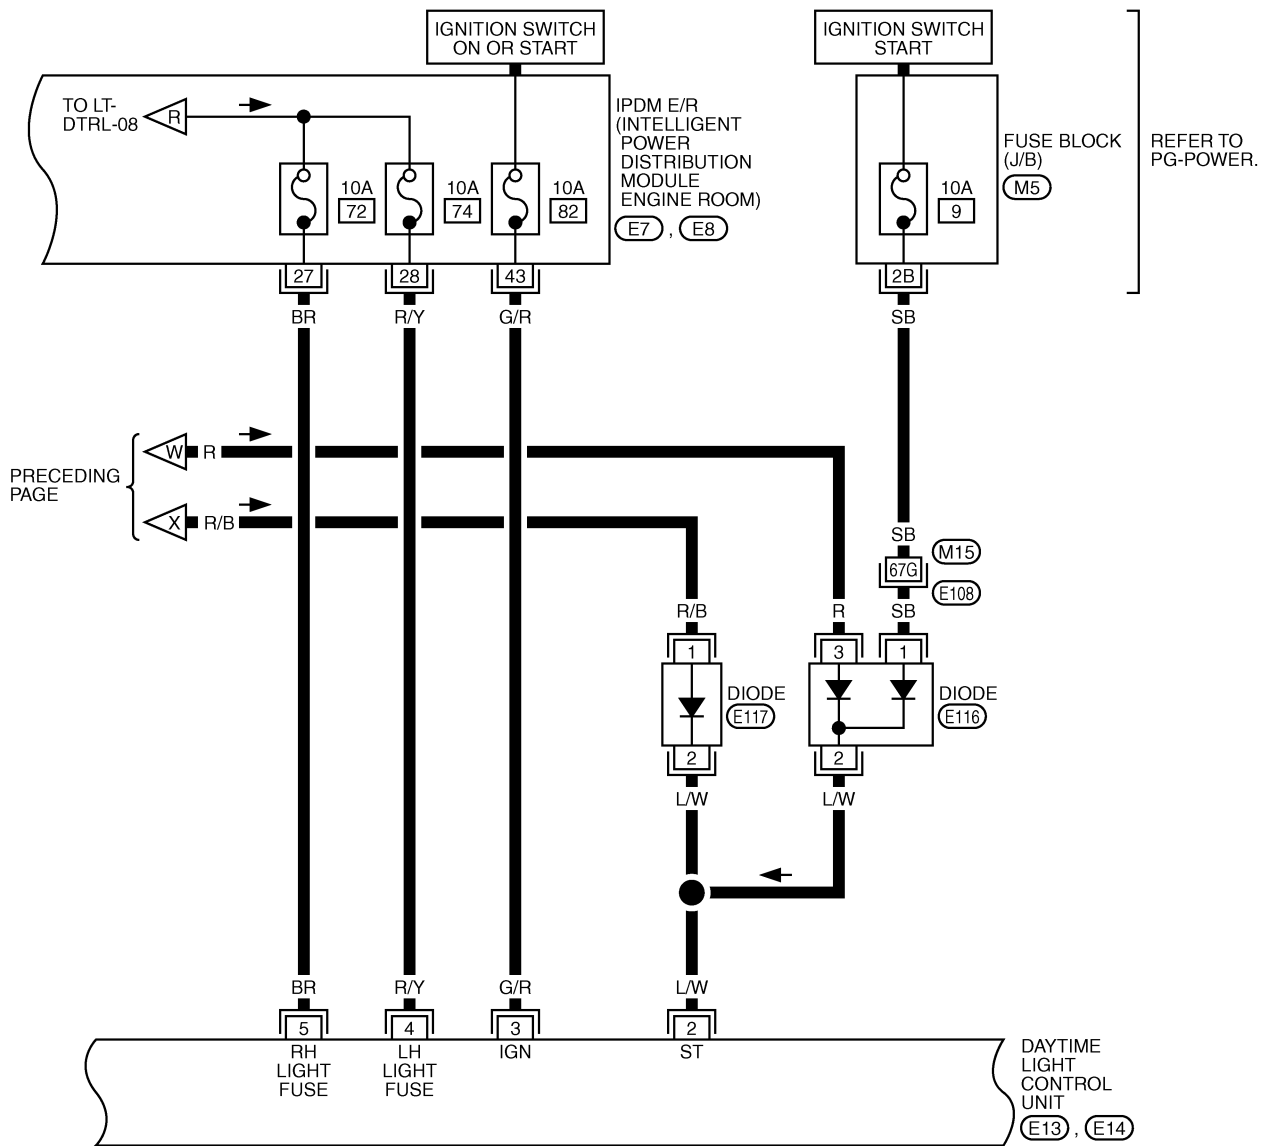 IGNITION SWITCH
ON OR START
IGNITION SWITCH
START
TO LT-
DTRL-08
R
10A
72
10A
74
10A
82
IPDM E/R
(INTELLIGENT
POWER
DISTRIBUTION
MODULE
ENGINE ROOM)
E7 , E8
10A
9
FUSE BLOCK
(J/B)
M5
REFER TO
PG-POWER.
27
28
43
2B
BR
R/Y
G/R
SB
PRECEDING
PAGE
W
R
X
R/B
SB
M15
67G
E108
R/B
R
SB
1
3
1
DIODE
E117
DIODE
E116
2
2
L/W
L/W
BR
R/Y
G/R
L/W
5
4
3
2
RH
LIGHT
FUSE
LH
LIGHT
FUSE
IGN
ST
DAYTIME
LIGHT
CONTROL
UNIT
E13 , E14